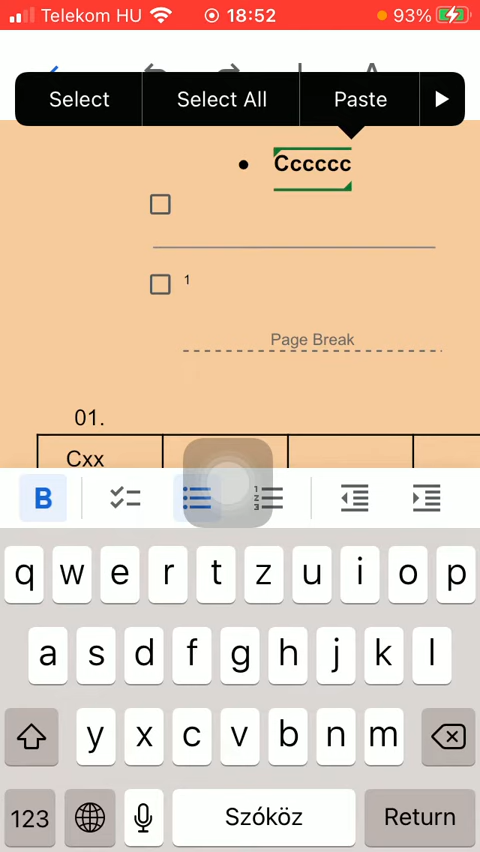 Telekom HU 18:52 93%
Select Select All Paste
Cccccc
1
Page Break
01.
Cxx
B
q w e r t z u i o p
a s d f g h j k l
y x c v b n m
123 Szóköz Return